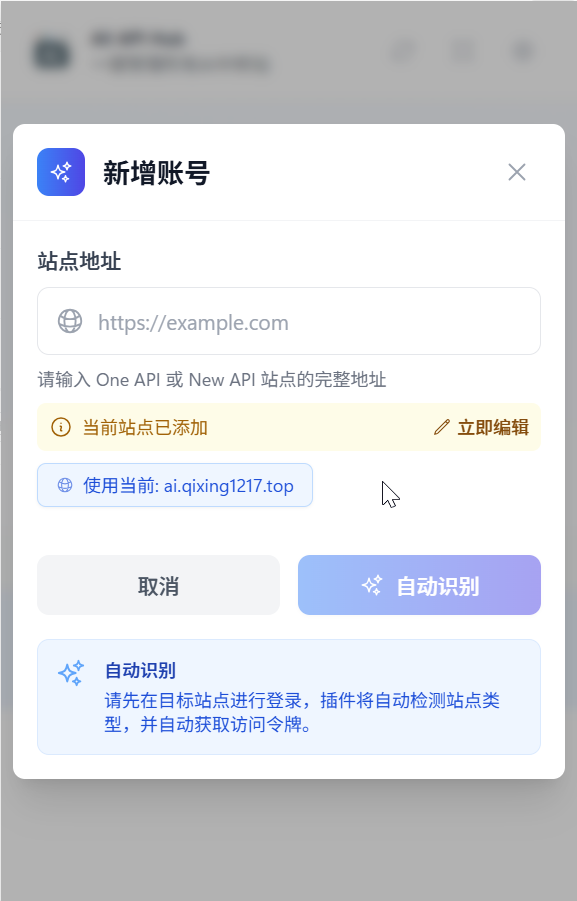 新增账号
站点地址
https://example.com
请输入 One API 或 New API 站点的完整地址
当前站点已添加
立即编辑
使用当前: ai.qixing1217.top
取消
自动识别
自动识别
请先在目标站点进行登录，插件将自动检测站点类
型，并自动获取访问令牌。